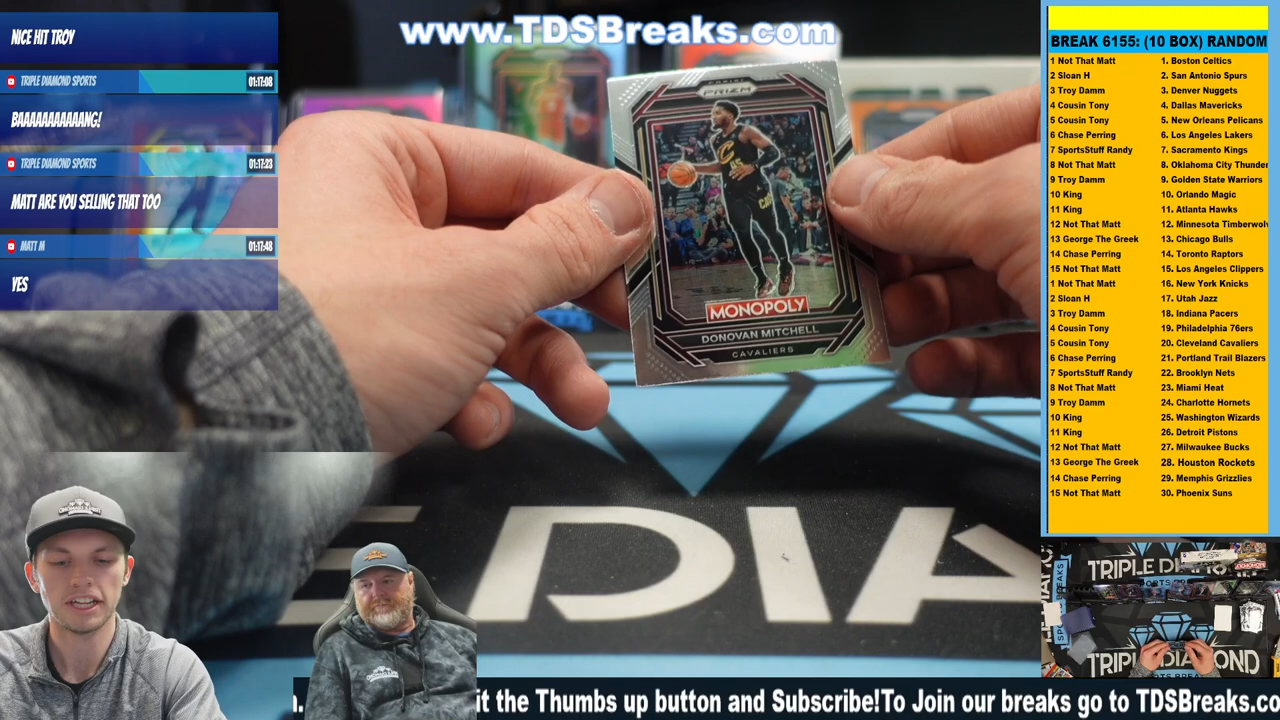 www.TDSBreaks.com
NICE HIT TROY
TRIPLE DIAMOND SPORTS 01:17:08
BAAAAAAAAAANG!
TRIPLE DIAMOND SPORTS 01:17:23
MATT ARE YOU SELLING THAT TOO
MATT M 01:17:48
YES
PANINI
PRIZM
MONOPOLY
DONOVAN MITCHELL
CAVALIERS
BREAK 6155: (10 BOX) RANDOM
1 Not That Matt 1. Boston Celtics
2 Sloan H 2. San Antonio Spurs
3 Troy Damm 3. Denver Nuggets
4 Cousin Tony 4. Dallas Mavericks
5 Cousin Tony 5. New Orleans Pelicans
6 Chase Perring 6. Los Angeles Lakers
7 SportsStuff Randy 7. Sacramento Kings
8 Not That Matt 8. Oklahoma City Thunder
9 Troy Damm 9. Golden State Warriors
10 King 10. Orlando Magic
11 King 11. Atlanta Hawks
12 Not That Matt 12. Minnesota Timberwol
13 George The Greek 13. Chicago Bulls
14 Chase Perring 14. Toronto Raptors
15 Not That Matt 15. Los Angeles Clippers
1 Not That Matt 16. New York Knicks
2 Sloan H 17. Utah Jazz
3 Troy Damm 18. Indiana Pacers
4 Cousin Tony 19. Philadelphia 76ers
5 Cousin Tony 20. Cleveland Cavaliers
6 Chase Perring 21. Portland Trail Blazers
7 SportsStuff Randy 22. Brooklyn Nets
8 Not That Matt 23. Miami Heat
9 Troy Damm 24. Charlotte Hornets
10 King 25. Washington Wizards
11 King 26. Detroit Pistons
12 Not That Matt 27. Milwaukee Bucks
13 George The Greek 28. Houston Rockets
14 Chase Perring 29. Memphis Grizzlies
15 Not That Matt 30. Phoenix Suns
E DIA
TRIPLE DIAMOND
TRIPLE DIAMOND
it the Thumbs up button and Subscribe!To Join our breaks go to TDSBreaks.co